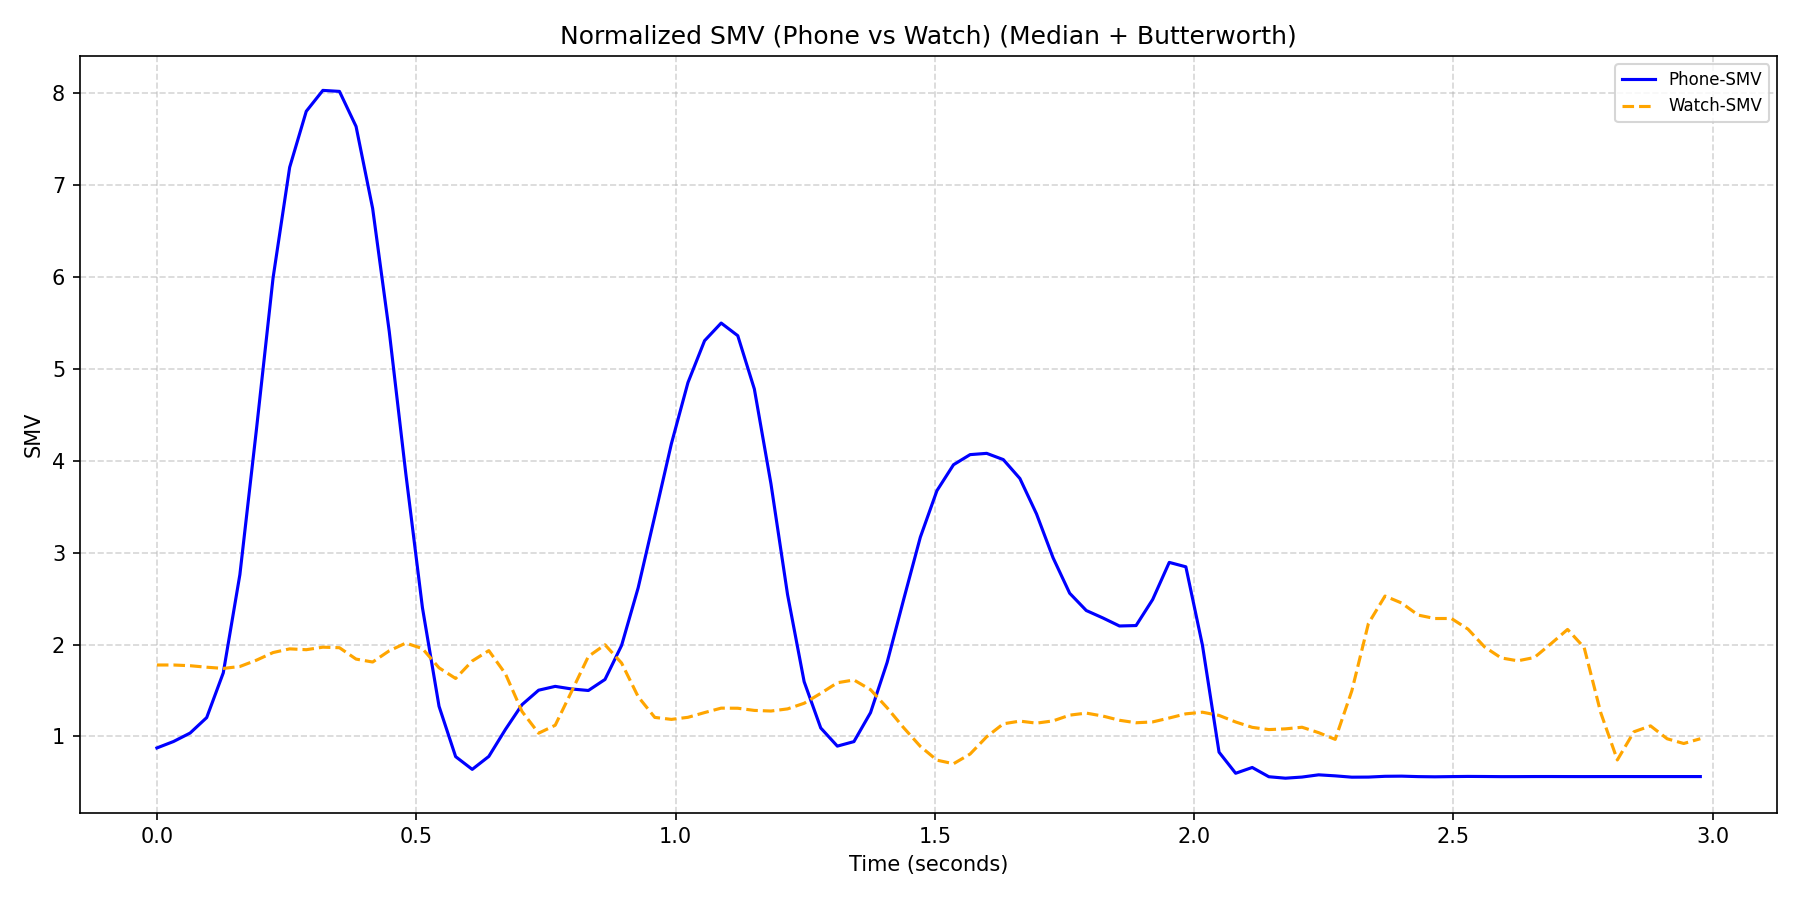 Normalized SMV (Phone vs Watch) (Median + Butterworth)
Phone-SMV
Watch-SMV
8
7
6
5
4
3
2
1
SMV
0.0 0.5 1.0 1.5 2.0 2.5 3.0
Time (seconds)